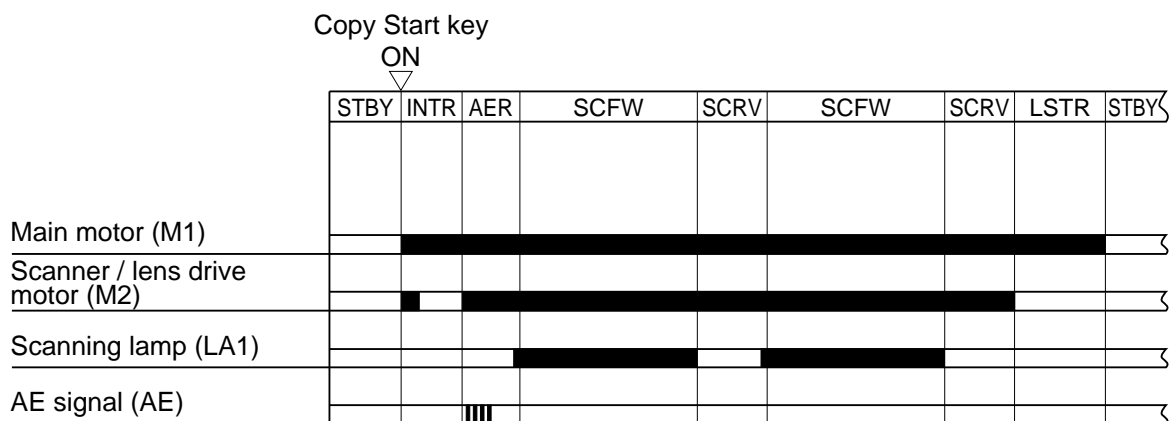 Copy Start key
ON
STBY INTR AER SCFW SCRV SCFW SCRV LSTR STBY
Main motor (M1)
Scanner / lens drive
motor (M2)
Scanning lamp (LA1)
AE signal (AE)